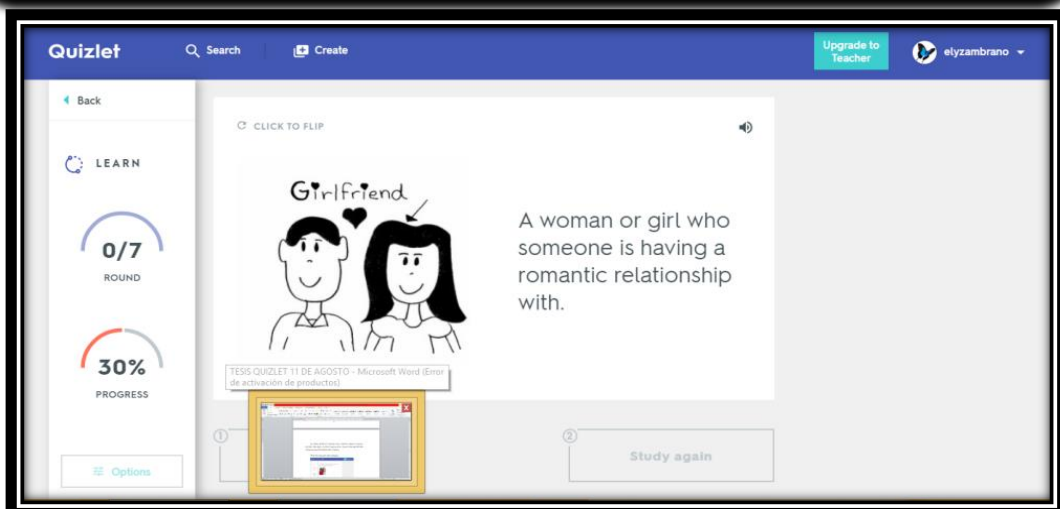 Quizlet
Search
Create
Upgrade to
Teacher
elyzambrano
Back
LEARN
0/7
ROUND
30%
PROGRESS
Options
CLICK TO FLIP
Girlfriend
A woman or girl who
someone is having a
romantic relationship
with.
TESIS QUIZLET 11 DE AGOSTO - Microsoft Word (Error
de activación de productos)
1
2
Study again